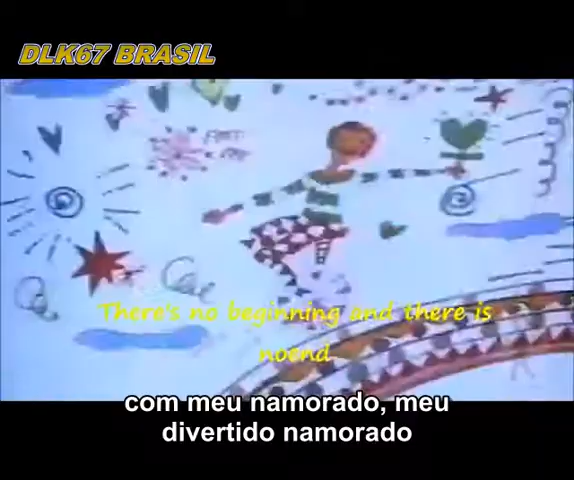 DLK67 BRASIL
There's no beginning and there is
noend
com meu namorado, meu
divertido namorado